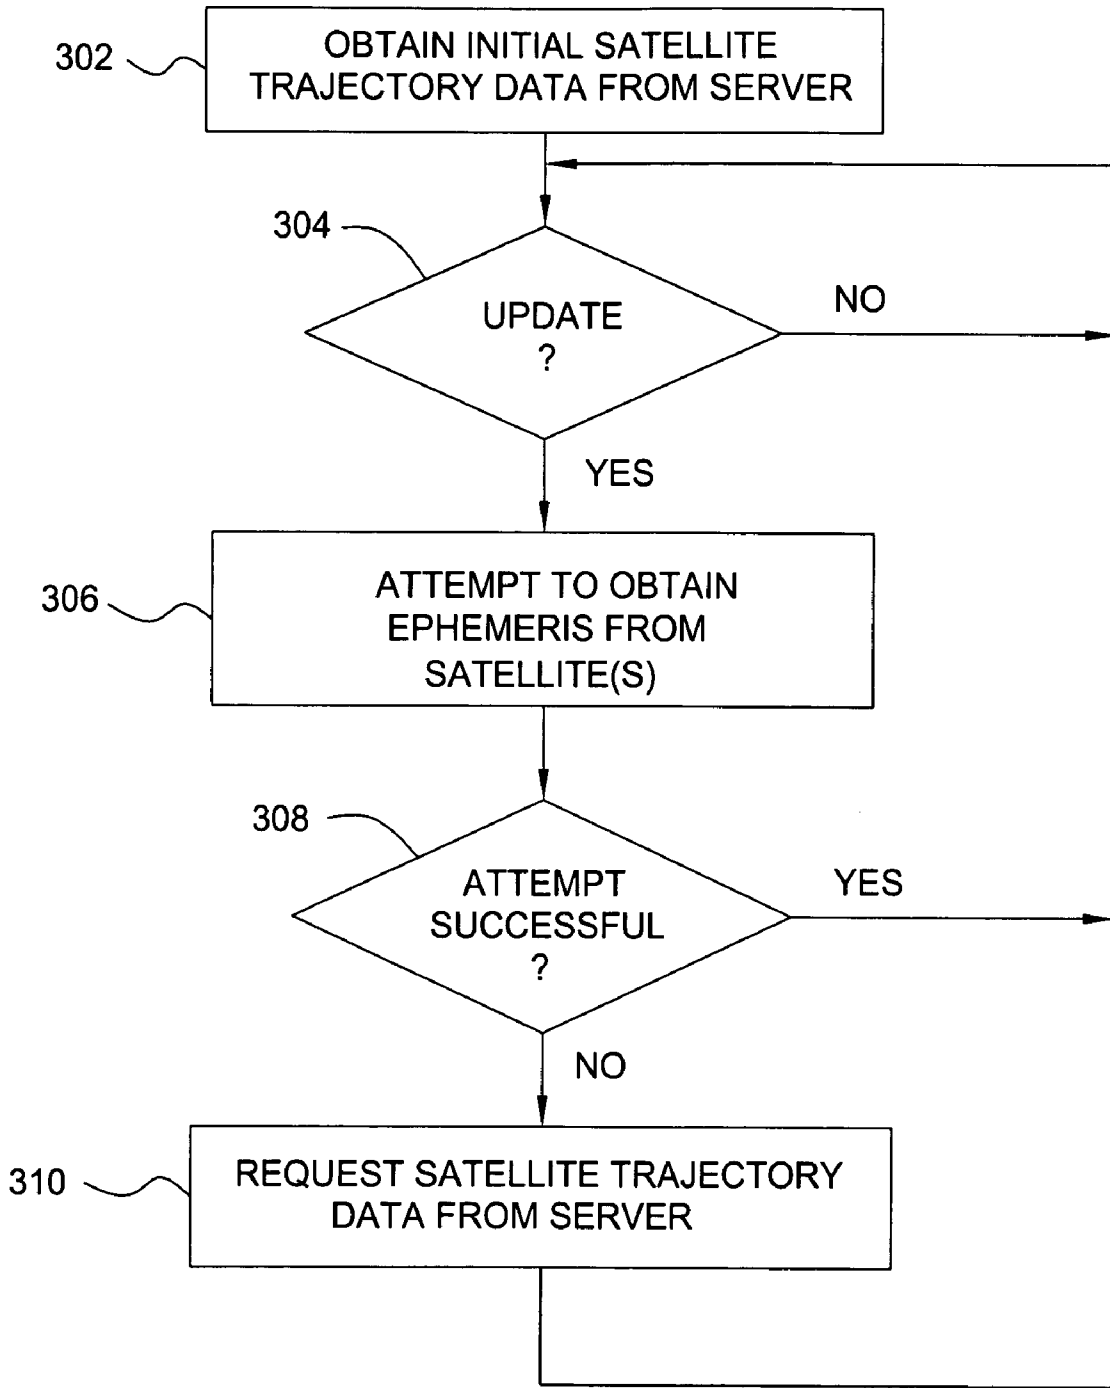 302
OBTAIN INITIAL SATELLITE
TRAJECTORY DATA FROM SERVER
304
UPDATE
?
NO
YES
306
ATTEMPT TO OBTAIN
EPHEMERIS FROM
SATELLITE(S)
308
ATTEMPT
SUCCESSFUL
?
YES
NO
310
REQUEST SATELLITE TRAJECTORY
DATA FROM SERVER